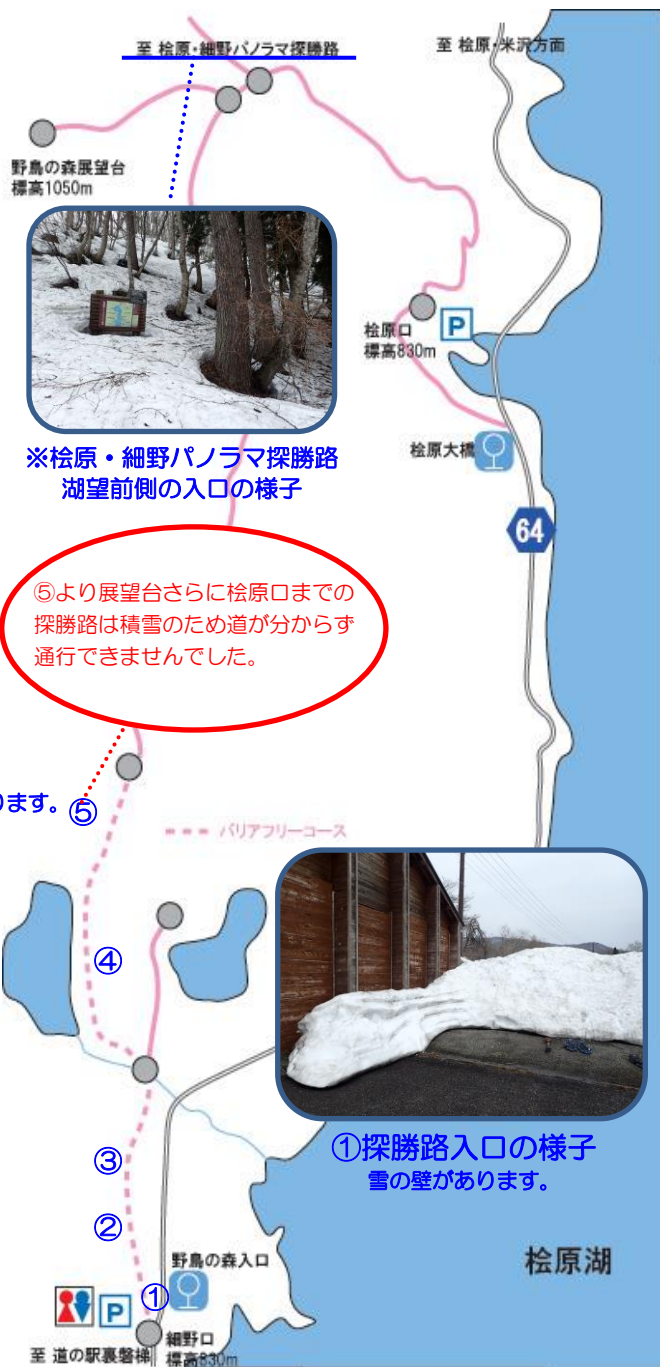 至 桧原・細野パノラマ探勝路
至 桧原・米沢方面
野鳥の森展望台
標高1050m
桧原口
標高830m
P
※桧原・細野パノラマ探勝路
湖望前側の入口の様子
桧原大橋
64
⑤より展望台さらに桧原口までの
探勝路は積雪のため道が分からず
通行できませんでした。
ります。
⑤
バリアフリーコース
④
①探勝路入口の様子
雪の壁があります。
③
②
野鳥の森入口
①
P
桧原湖
細野口
標高830m
至 道の駅裏磐梯